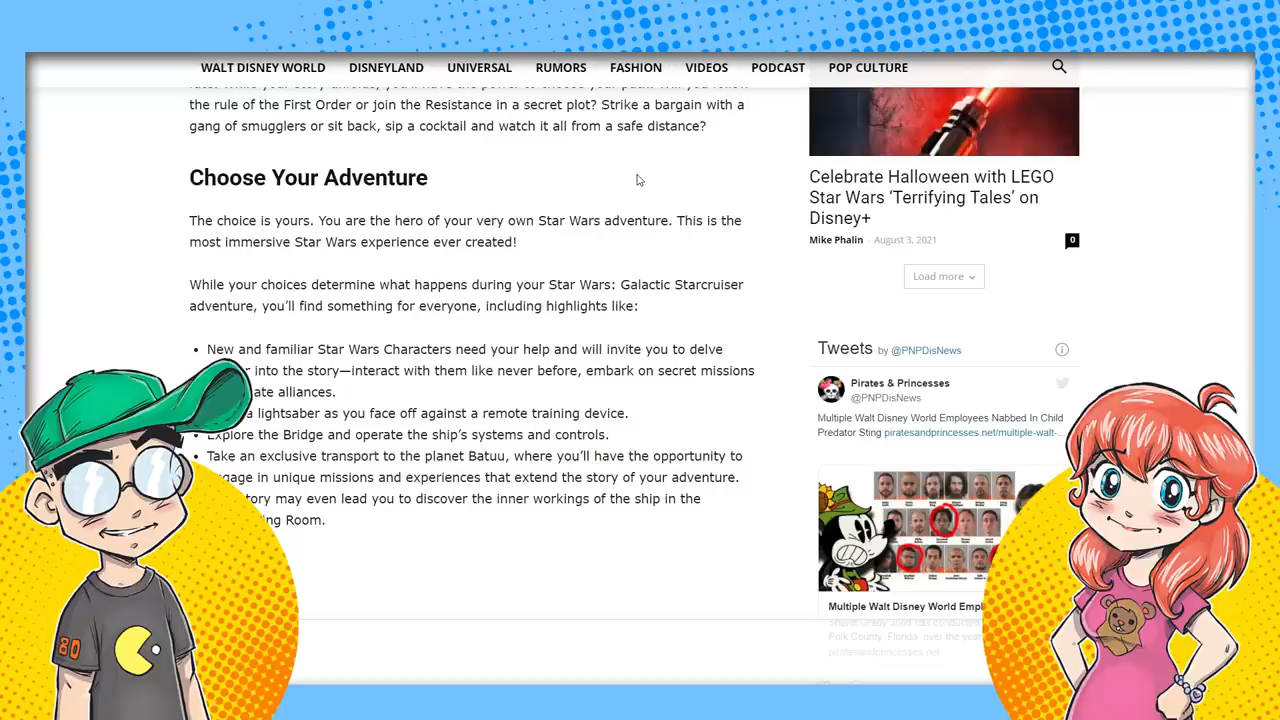 WALT DISNEY WORLD DISNEYLAND UNIVERSAL RUMORS FASHION VIDEOS PODCAST POP CULTURE
the rule of the First Order or join the Resistance in a secret plot? Strike a bargain with a
gang of smugglers or sit back, sip a cocktail and watch it all from a safe distance?
Choose Your Adventure
The choice is yours. You are the hero of your very own Star Wars adventure. This is the
most immersive Star Wars experience ever created!
While your choices determine what happens during your Star Wars: Galactic Starcruiser
adventure, you'll find something for everyone, including highlights like:
New and familiar Star Wars Characters need your help and will invite you to delve
into the story—interact with them like never before, embark on secret missions
alliances.
a lightsaber as you face off against a remote training device.
Explore the Bridge and operate the ship's systems and controls.
Take an exclusive transport to the planet Batuu, where you'll have the opportunity to
in unique missions and experiences that extend the story of your adventure.
may even lead you to discover the inner workings of the ship in the
Room.
Celebrate Halloween with LEGO
Star Wars 'Terrifying Tales' on
Disney+
Mike Phalin - August 3, 2021 0
Load more
Tweets by @PNPDisNews
Pirates & Princesses
@PNPDisNews
Multiple Walt Disney World Employees Nabbed In Child
Predator Sting piratesandprincesses.net/multiple-walt-...
Multiple Walt Disney World Empl
Polk County, Florida, over the
piratesandprincesses.net
80